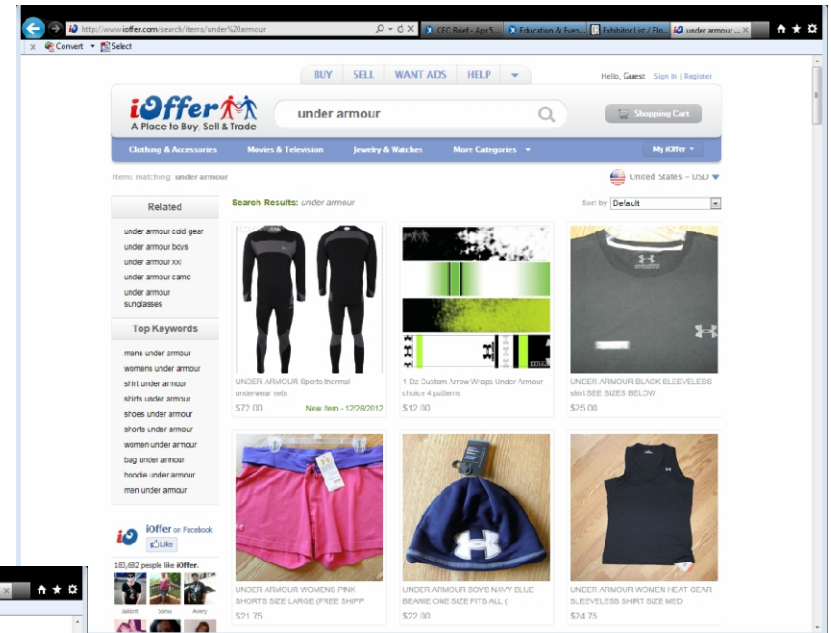 http://www.ioffer.com/search/items/under%20armour
CEC Brief - Apr 5...
Education & Even...
Exhibitor List / Flo...
under armour ...
Convert
Select
BUY SELL WANT ADS HELP
Hello, Guest Sign In | Register
iOffer
A Place to Buy, Sell & Trade
under armour
Shopping Cart
Clothing & Accessories Movies & Television Jewelry & Watches More Categories
My iOffer
Items matching: under armour
United States - USD
Related
under armour cold gear
under armour boys
under armour xxl
under armour camo
under armour
sunglasses
Top Keywords
mens under armour
womens under armour
shirt under armour
shirts under armour
shoes under armour
shorts under armour
women under armour
bag under armour
hoodie under armour
men under armour
iOffer on Facebook
Like
183,682 people like iOffer.
Sonia Avery
Search Results: under armour
Sort by Default
UNDER ARMOUR Sports thermal
underwear sets
$72.00 New Item - 12/28/2012
1 Dz Custom Arrow Wraps Under Armour
choice 4 patterns
$12.00
UNDER ARMOUR BLACK SLEEVELESS
shirt SEE SIZES BELOW
$25.00
UNDER ARMOUR WOMENS PINK
SHORTS SIZE LARGE (FREE SHIPP
$21.75
UNDER ARMOUR BOYS NAVY BLUE
BEANIE ONE SIZE FITS ALL (
$22.00
UNDER ARMOUR WOMEN HEAT GEAR
SLEEVELESS SHIRT SIZE MED
$24.75